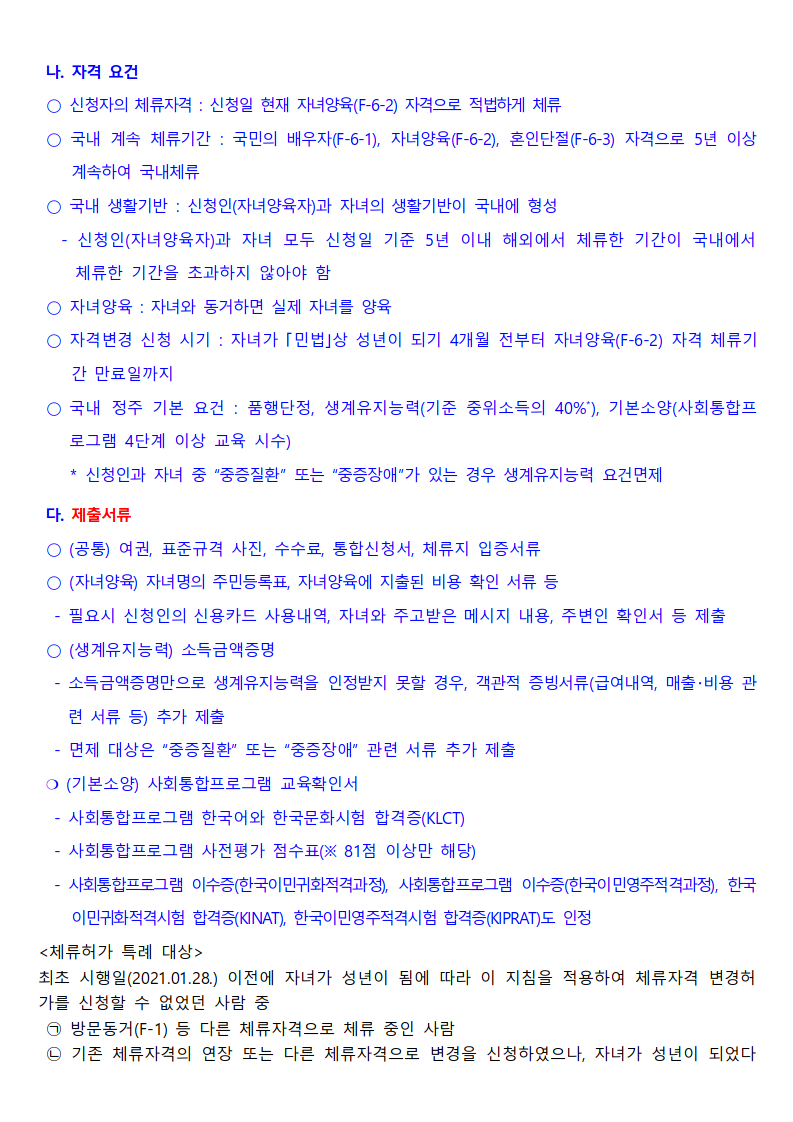 나. 자격 요건
○ 신청자의 체류자격 : 신청일 현재 자녀양육(F-6-2) 자격으로 적법하게 체류
○ 국내 계속 체류기간 : 국민의 배우자(F-6-1), 자녀양육(F-6-2), 혼인단절(F-6-3) 자격으로 5년 이상
계속하여 국내체류
○ 국내 생활기반 : 신청인(자녀양육자)과 자녀의 생활기반이 국내에 형성
- 신청인(자녀양육자)과 자녀 모두 신청일 기준 5년 이내 해외에서 체류한 기간이 국내에서
체류한 기간을 초과하지 않아야 함
○ 자녀양육 : 자녀와 동거하면 실제 자녀를 양육
○ 자격변경 신청 시기 : 자녀가 ｢민법｣상 성년이 되기 4개월 전부터 자녀양육(F-6-2) 자격 체류기
간 만료일까지
○ 국내 정주 기본 요건 : 품행단정, 생계유지능력(기준 중위소득의 40%*), 기본소양(사회통합프
로그램 4단계 이상 교육 시수)
* 신청인과 자녀 중 “중증질환” 또는 “중증장애”가 있는 경우 생계유지능력 요건면제
다. 제출서류
○ (공통) 여권, 표준규격 사진, 수수료, 통합신청서, 체류지 입증서류
○ (자녀양육) 자녀명의 주민등록표, 자녀양육에 지출된 비용 확인 서류 등
- 필요시 신청인의 신용카드 사용내역, 자녀와 주고받은 메시지 내용, 주변인 확인서 등 제출
○ (생계유지능력) 소득금액증명
- 소득금액증명만으로 생계유지능력을 인정받지 못할 경우, 객관적 증빙서류(급여내역, 매출·비용 관
련 서류 등) 추가 제출
- 면제 대상은 “중증질환” 또는 “중증장애” 관련 서류 추가 제출
❍ (기본소양) 사회통합프로그램 교육확인서
- 사회통합프로그램 한국어와 한국문화시험 합격증(KLCT)
- 사회통합프로그램 사전평가 점수표(※ 81점 이상만 해당)
- 사회통합프로그램 이수증(한국이민귀화적격과정), 사회통합프로그램 이수증(한국이민영주적격과정), 한국
이민귀화적격시험 합격증(KINAT), 한국이민영주적격시험 합격증(KIPRAT)도 인정
<체류허가 특례 대상>
최초 시행일(2021.01.28.) 이전에 자녀가 성년이 됨에 따라 이 지침을 적용하여 체류자격 변경허
가를 신청할 수 없었던 사람 중
㉠ 방문동거(F-1) 등 다른 체류자격으로 체류 중인 사람
㉡ 기존 체류자격의 연장 또는 다른 체류자격으로 변경을 신청하였으나, 자녀가 성년이 되었다